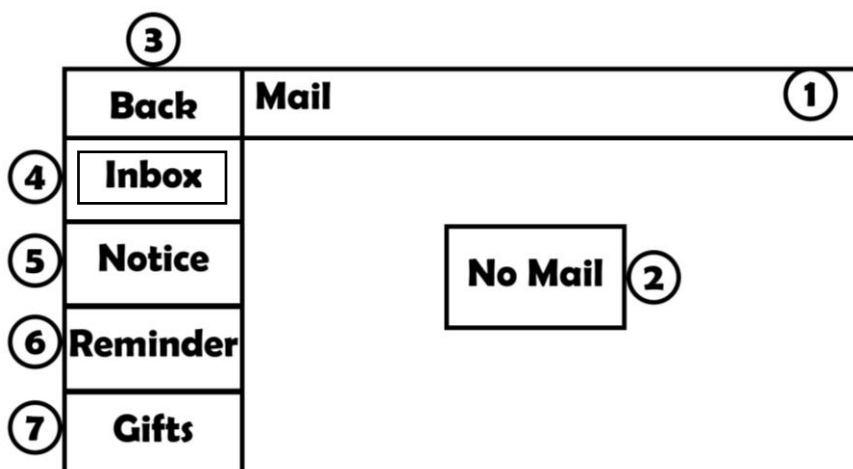 3
Back
Mail
1
4
Inbox
5
Notice
No Mail
2
6
Reminder
7
Gifts